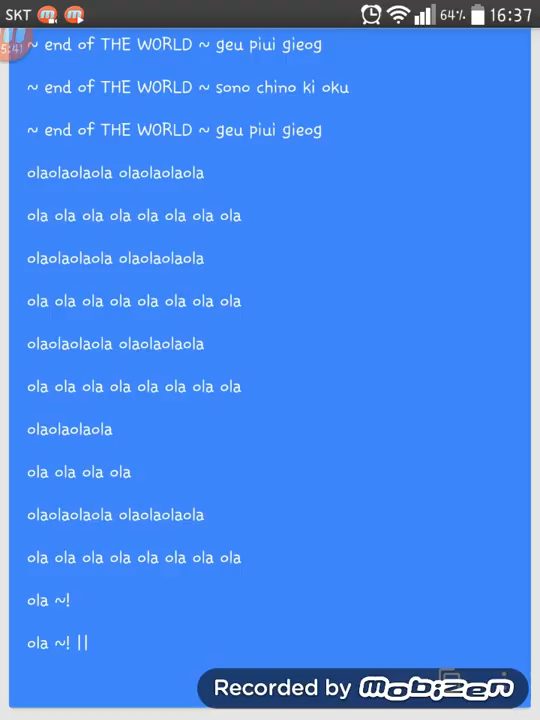 SKT 64% 16:37
5:41
~ end of THE WORLD ~ geu piui gieog
~ end of THE WORLD ~ sono chino ki oku
~ end of THE WORLD ~ geu piui gieog
olaolaolaola olaolaolaola
ola ola ola ola ola ola ola ola
olaolaolaola olaolaolaola
ola ola ola ola ola ola ola ola
olaolaolaola olaolaolaola
ola ola ola ola ola ola ola ola
olaolaolaola
ola ola ola ola
olaolaolaola olaolaolaola
ola ola ola ola ola ola ola ola
ola ~!
ola ~! ||
Recorded by Mobizen